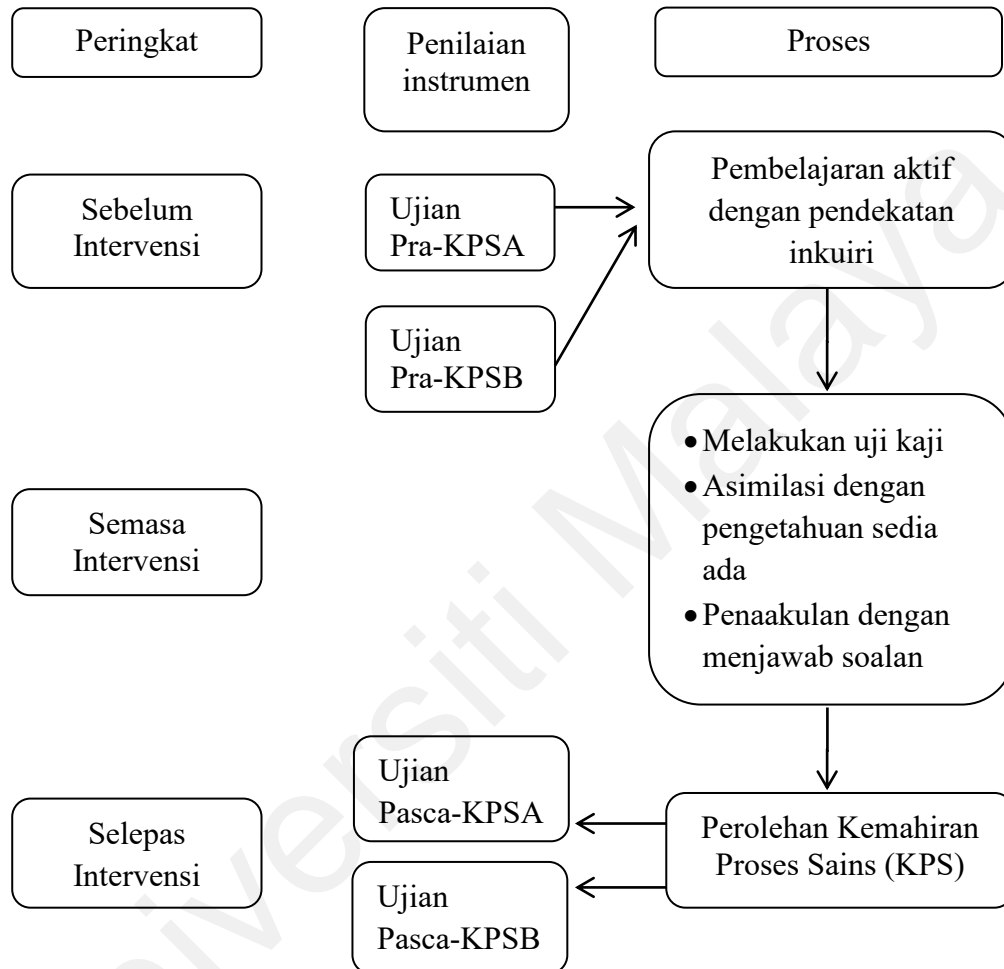 Peringkat
Penilaian
instrumen
Proses
Sebelum
Intervensi
Ujian
Pra-KPSA
Ujian
Pra-KPSB
Pembelajaran aktif
dengan pendekatan
inkuiri
Semasa
Intervensi
•Melakukan uji kaji
•Asimilasi dengan
pengetahuan sedia
ada
•Penaakulan dengan
menjawab soalan
Selepas
Intervensi
Ujian
Pasca-KPSA
Ujian
Pasca-KPSB
Perolehan Kemahiran
Proses Sains (KPS)
versiti Malaya